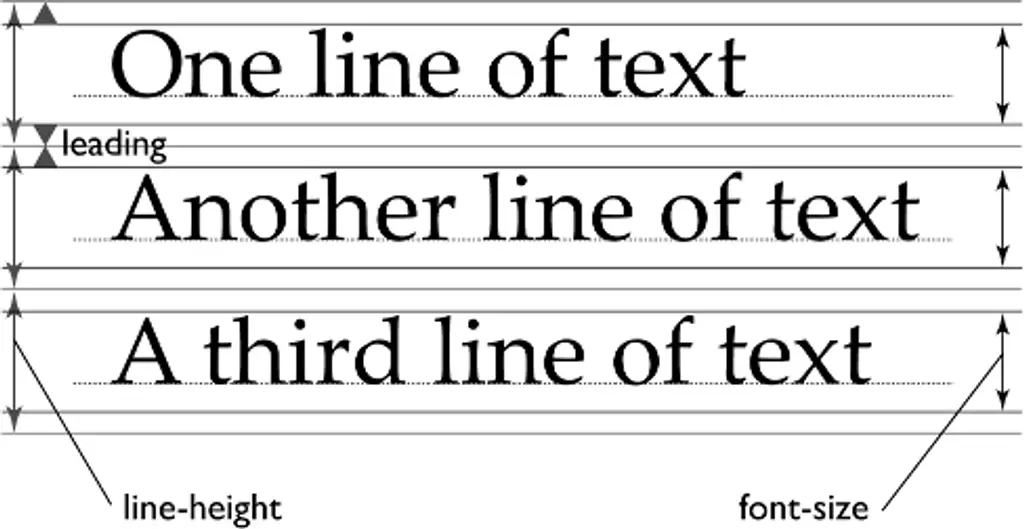 One line of text
leading
Another line of text
A third line of text
line-height
font-size